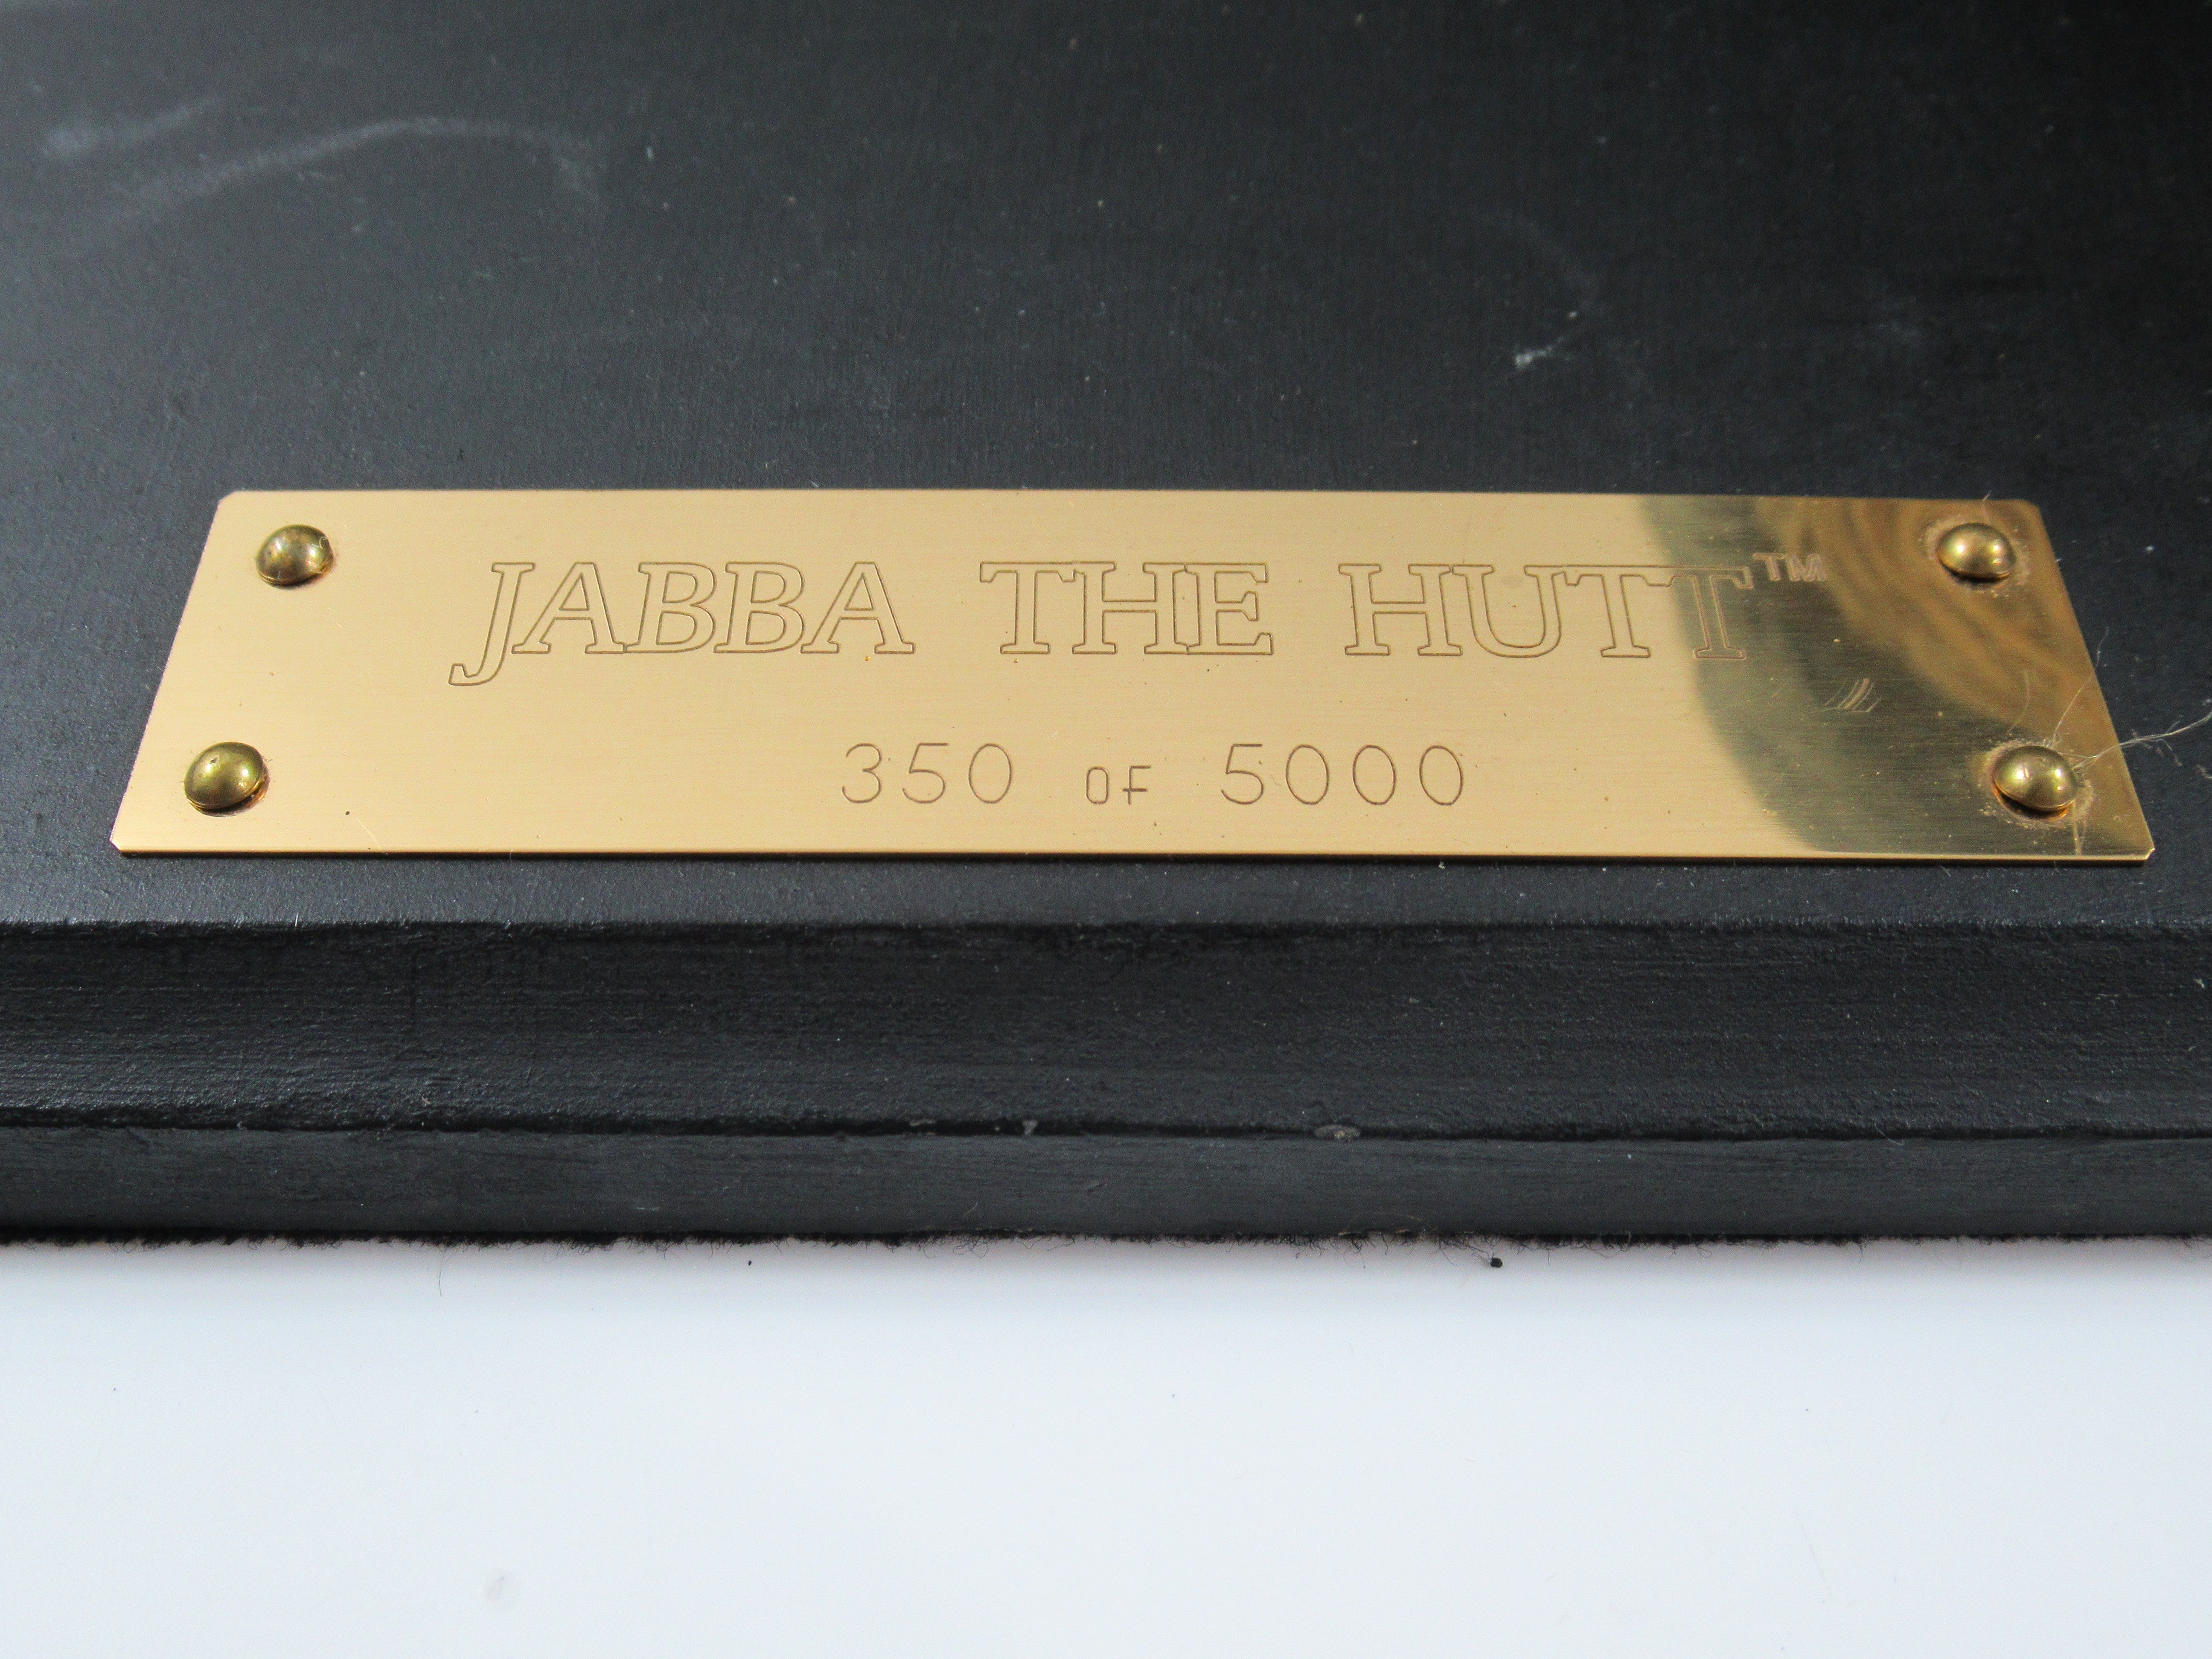 JABBA THE HUTT™
350 OF 5000